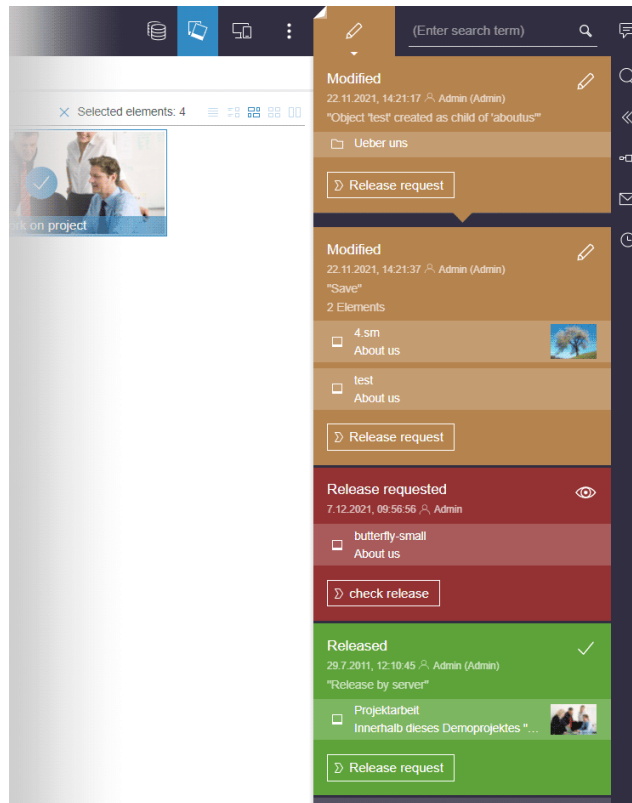 (Enter search term)
Selected elements: 4
rk on project
Modified
22.11.2021, 14:21:17 Admin (Admin)
"Object 'test' created as child of 'aboutus'"
Ueber uns
Release request
Modified
22.11.2021, 14:21:37 Admin (Admin)
"Save"
2 Elements
4.sm
About us
test
About us
Release request
Release requested
7.12.2021, 09:56:56 Admin
butterfly-small
About us
check release
Released
29.7.2011, 12:10:45 Admin (Admin)
"Release by server"
Projektarbeit
Innerhalb dieses Demoprojektes "...
Release request